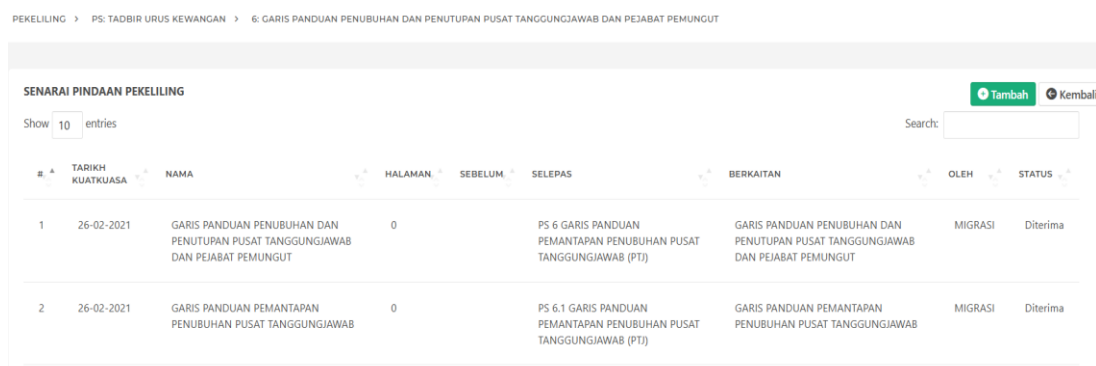 PEKELILING > PS: TADBIR URUS KEWANGAN > 6: GARIS PANDUAN PENUBUHAN DAN PENUTUPAN PUSAT TANGGUNGJAWAB DAN PEJABAT PEMUNGUT
SENARAI PINDAAN PEKELILING
Tambah Kembali
Show 10 entries Search:
# TARIKH KUATKUASA NAMA HALAMAN SEBELUM SELEPAS BERKAITAN OLEH STATUS
1 26-02-2021 GARIS PANDUAN PENUBUHAN DAN 0 PS 6 GARIS PANDUAN GARIS PANDUAN PENUBUHAN DAN MIGRASI Diterima
PENUTUPAN PUSAT TANGGUNGJAWAB PEMANTAPAN PENUBUHAN PUSAT PENUTUPAN PUSAT TANGGUNGJAWAB
DAN PEJABAT PEMUNGUT TANGGUNGJAWAB (PTJ) DAN PEJABAT PEMUNGUT
2 26-02-2021 GARIS PANDUAN PEMANTAPAN 0 PS 6.1 GARIS PANDUAN GARIS PANDUAN PEMANTAPAN MIGRASI Diterima
PENUBUHAN PUSAT TANGGUNGJAWAB PEMANTAPAN PENUBUHAN PUSAT PENUBUHAN PUSAT TANGGUNGJAWAB
TANGGUNGJAWAB (PTJ)